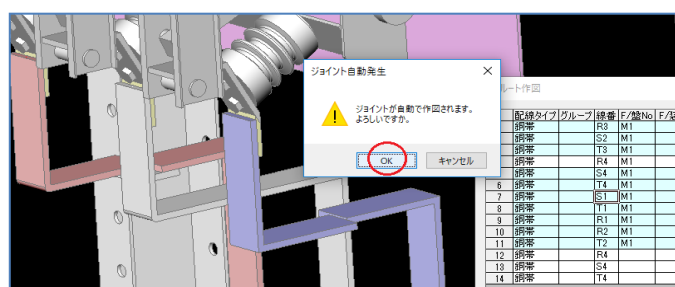 ジョイント自動発生
ジョイントが自動で作図されます。
よろしいですか。
OK
キャンセル
ート作図
配線タイプ グループ 線番 F/盤No
銅帯 R3 M1
銅帯 S2 M1
銅帯 T3 M1
銅帯 R4 M1
銅帯 S4 M1
6 銅帯 T4 M1
7 銅帯 S1 M1
8 銅帯 T1 M1
9 銅帯 R1 M1
10 銅帯 R2 M1
11 銅帯 T2 M1
12 銅帯 R4
13 銅帯 S4
14 銅帯 T4